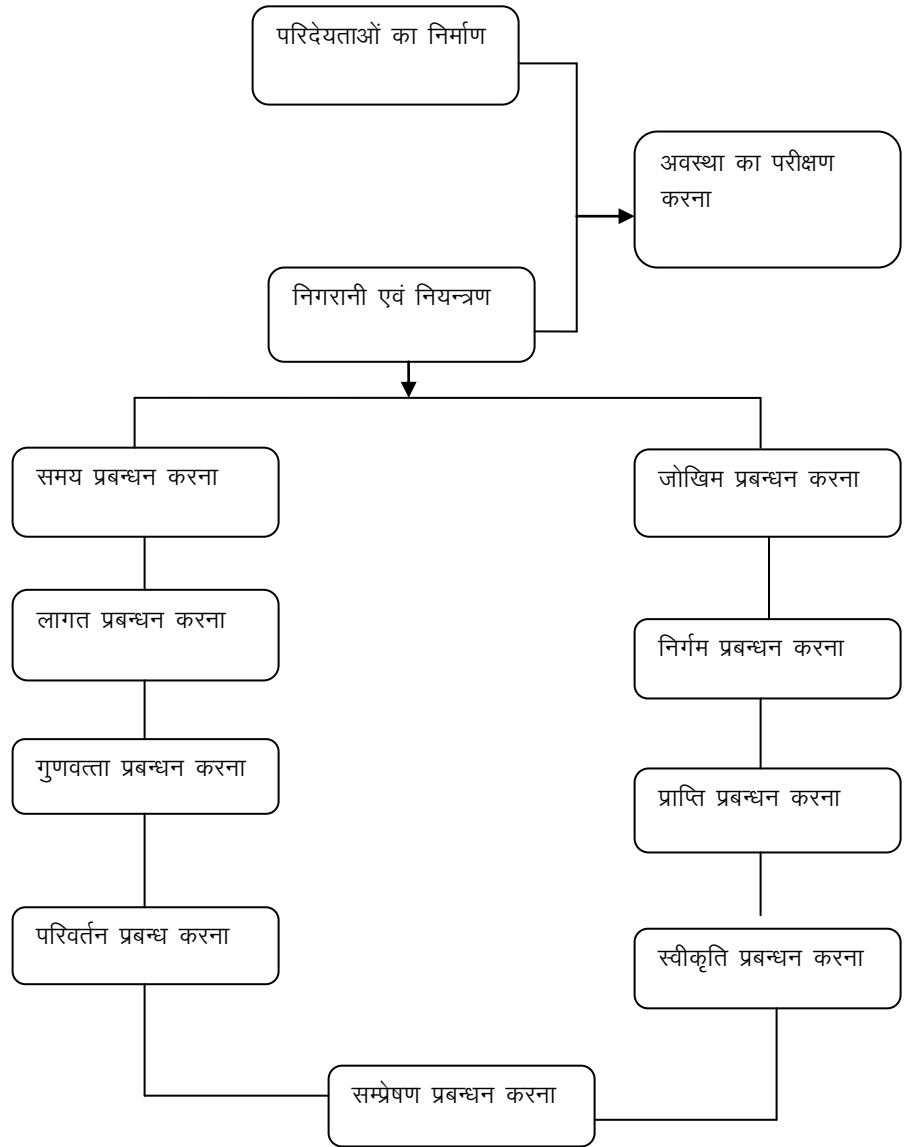 परिदेयताओं का निर्माण
अवस्था का परीक्षण
करना
निगरानी एवं नियन्त्रण
समय प्रबन्धन करना
जोखिम प्रबन्धन करना
लागत प्रबन्धन करना
निर्गम प्रबन्धन करना
गुणवत्ता प्रबन्धन करना
प्राप्ति प्रबन्धन करना
परिवर्तन प्रबन्ध करना
स्वीकृति प्रबन्धन करना
सम्प्रेषण प्रबन्धन करना